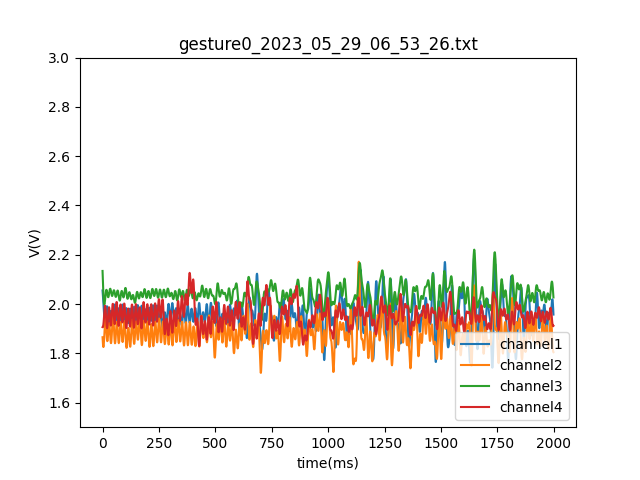 gesture0_2023_05_29_06_53_26.txt
3.0
2.8
2.6
2.4
2.2
2.0
1.8
1.6
V(V)
channel1
channel2
channel3
channel4
0 250 500 750 1000 1250 1500 1750 2000
time(ms)